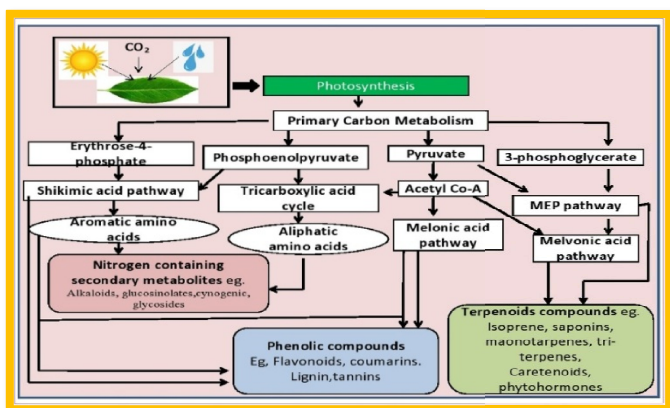 CO2
Photosynthesis
Primary Carbon Metabolism
Erythrose-4-
phosphate
Phosphoenolpyruvate
Pyruvate
3-phosphoglycerate
Shikimic acid pathway
Tricarboxylic acid
cycle
Acetyl Co-A
MEP pathway
Aromatic amino
acids
Aliphatic
amino acids
Melonic acid
pathway
Melvonic acid
pathway
Nitrogen containing
secondary metabolites eg.
Alkaloids, glucosinolates,cynogenic,
glycosides
Phenolic compounds
Eg, Flavonoids, coumarins.
Lignin,tannins
Terpenoids compounds eg.
Isoprene, saponins,
maonotarpenes, tri-
terpenes,
Caretenoids,
phytohormones